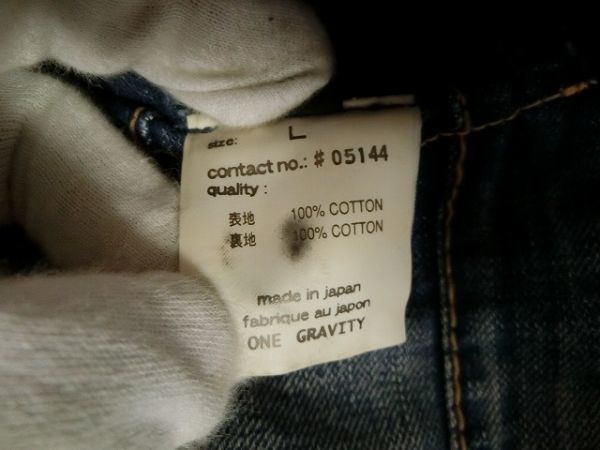 size: L
contact no.: # 05144
quality :
表地 100% COTTON
裏地 100% COTTON
made in japan
fabrique au japon
ONE GRAVITY